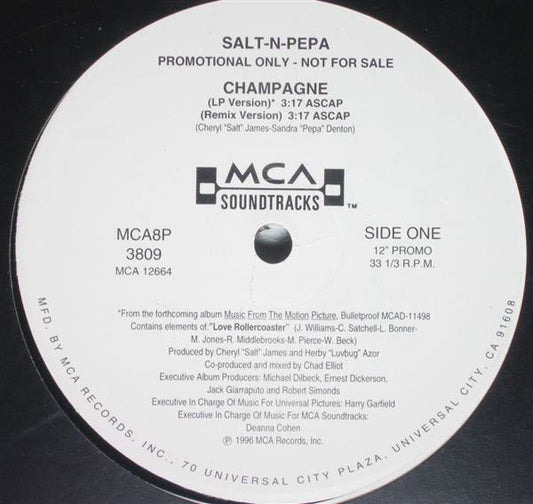 SALT-N-PEPA
PROMOTIONAL ONLY - NOT FOR SALE
CHAMPAGNE
(LP Version)* 3:17 ASCAP
(Remix Version) 3:17 ASCAP
(Cheryl "Salt" James-Sandra "Pepa" Denton)
MCA
SOUNDTRACKS TM
MCA8P
3809
MCA 12664
SIDE ONE
12" PROMO
33 1/3 R.P.M.
*From the forthcoming album Music From The Motion Picture, Bulletproof MCAD-11498
Contains elements of:"Love Rollercoaster" (J. Williams-C. Satchell-L. Bonner-
M. Jones-R. Middlebrooks-M. Pierce-W. Beck)
Produced by Cheryl "Salt" James and Herby "Luvbug" Azor
Co-produced and mixed by Chad Elliot
Executive Album Producers: Michael Dilbeck, Ernest Dickerson,
Jack Giarraputo and Robert Simonds
Executive In Charge Of Music For Universal Pictures: Harry Garfield
Executive In Charge Of Music For MCA Soundtracks:
Deanna Cohen
℗ 1996 MCA Records, Inc.
MFD. BY MCA RECORDS, INC., 70 UNIVERSAL CITY PLAZA, UNIVERSAL CITY, CA 91608